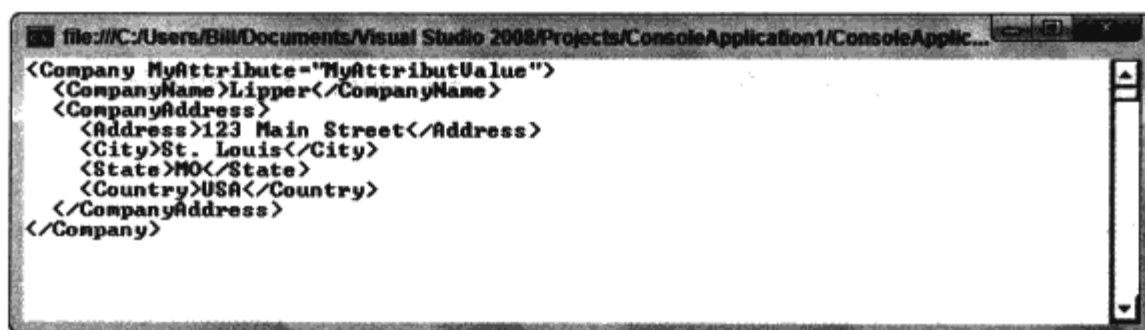 file:///C:/Users/Bill/Documents/Visual Studio 2008/Projects/ConsoleApplication1/ConsoleApplic...
<Company MyAttribute="MyAttributValue">
  <CompanyName>Lipper</CompanyName>
  <CompanyAddress>
    <Address>123 Main Street</Address>
    <City>St. Louis</City>
    <State>MO</State>
    <Country>USA</Country>
  </CompanyAddress>
</Company>